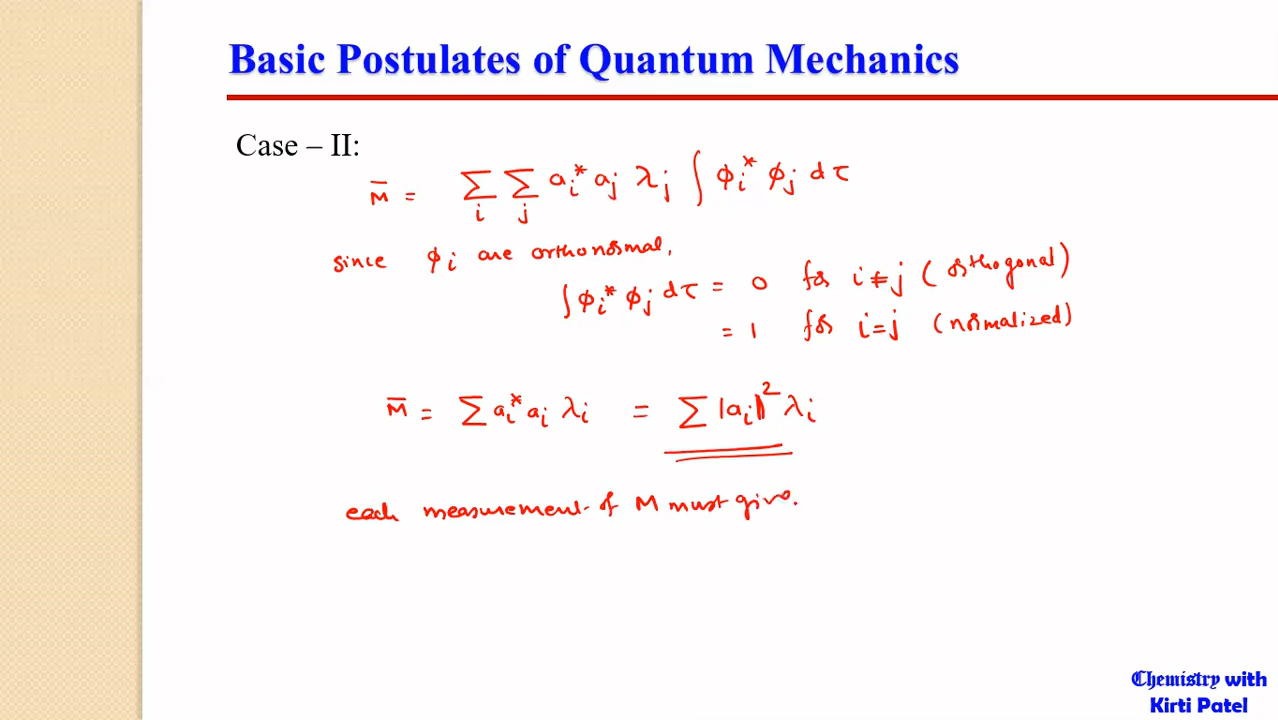 Basic Postulates of Quantum Mechanics
Case – II:
M̄ = Σ_i Σ_j a_i* a_j λ_j ∫ φ_i* φ_j dτ
since φ_i are orthonormal,
∫ φ_i* φ_j dτ = 0 for i ≠ j (orthogonal)
= 1 for i = j (normalized)
M̄ = Σ a_i* a_i λ_i = Σ |a_i|² λ_i
each measurement of M must give.
Chemistry with
Kirti Patel